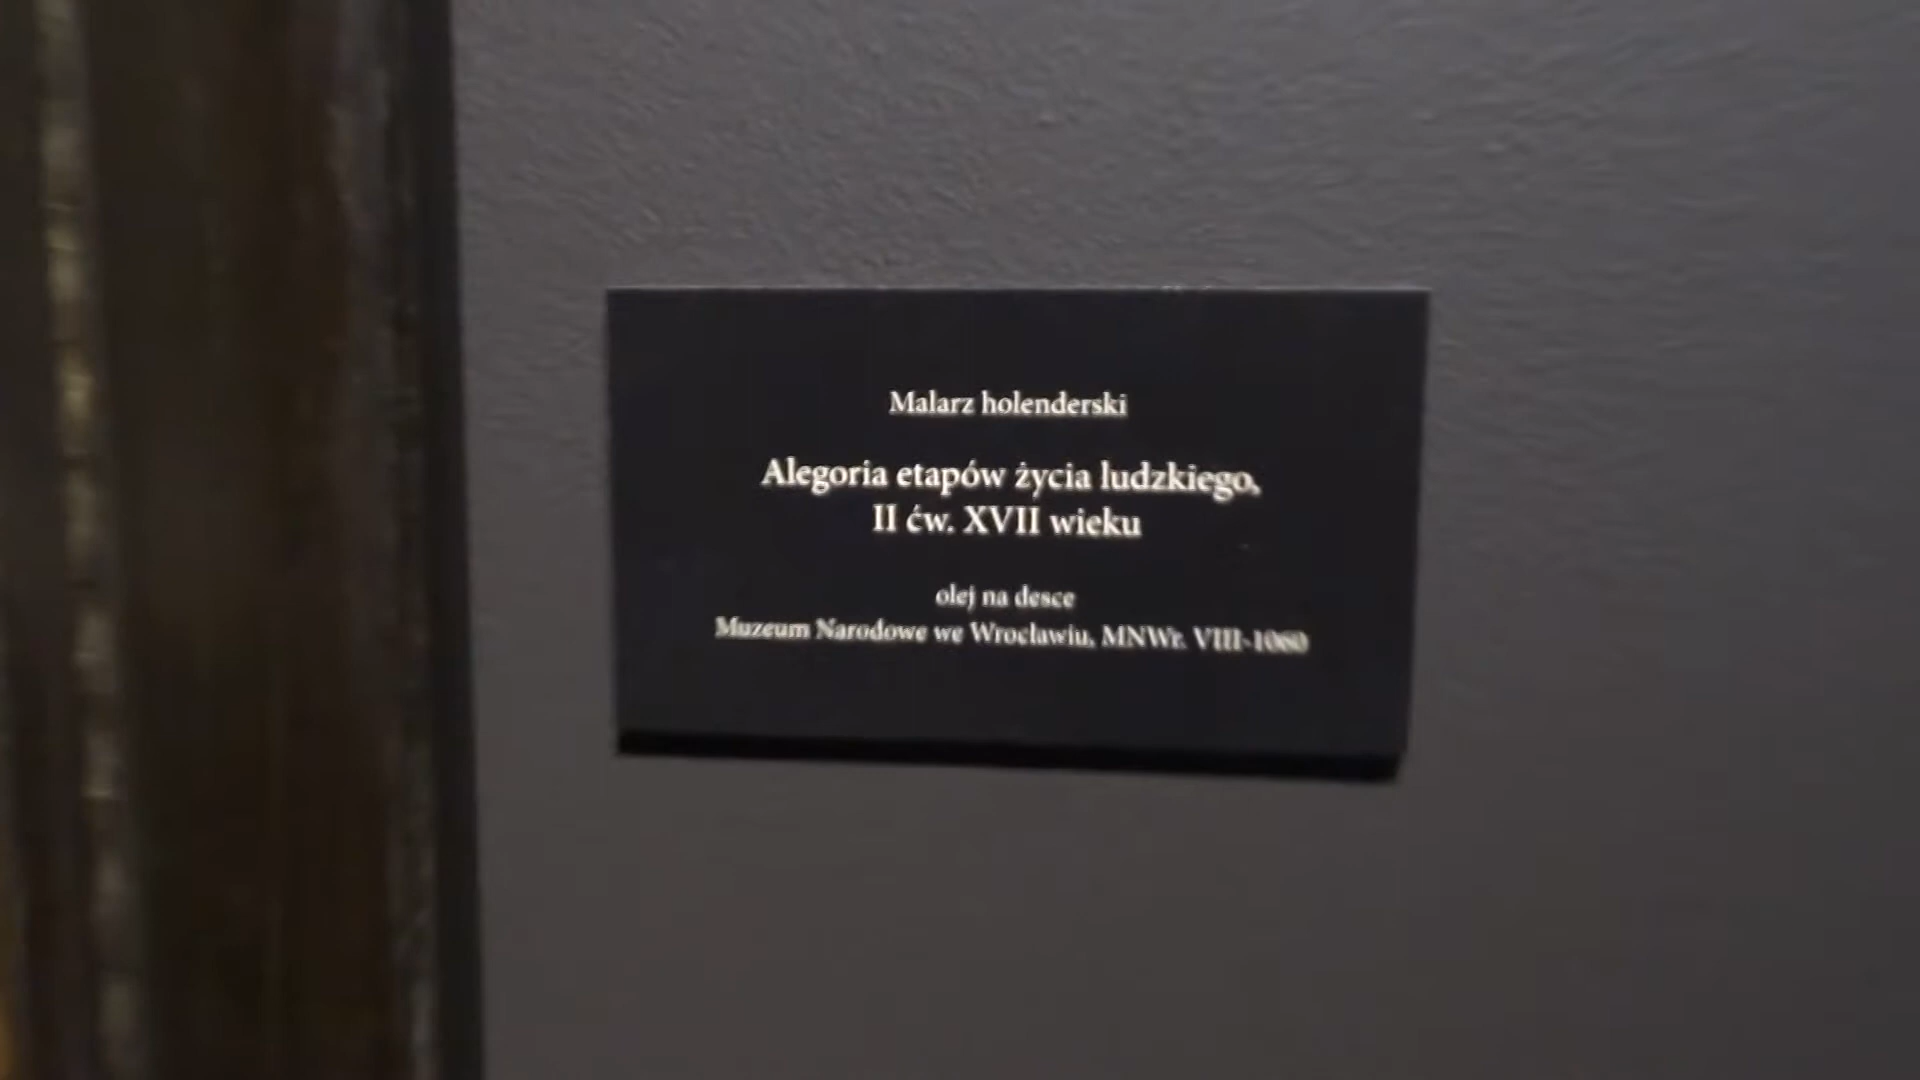 Malarz holenderski
Alegoria etapów życia ludzkiego,
II ćw. XVII wieku
olej na desce
Muzeum Narodowe we Wrocławiu, MNWr. VIII-1060